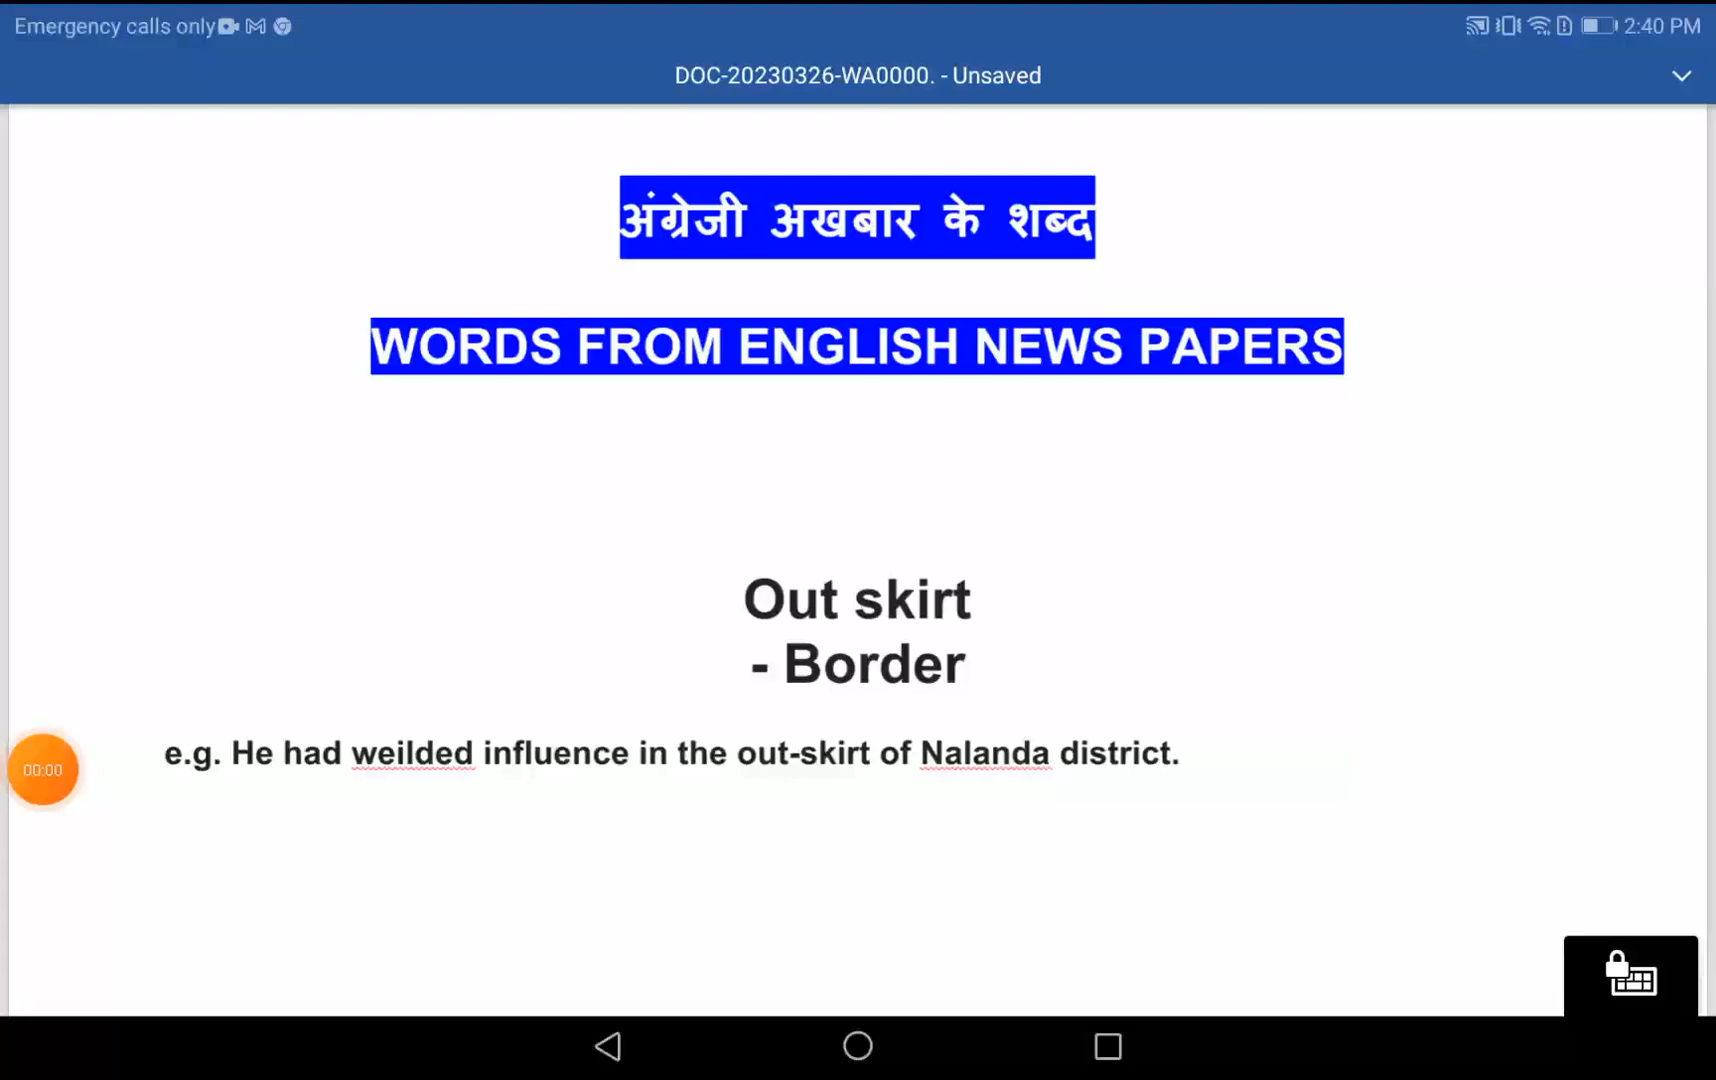 Emergency calls only
2:40 PM
DOC-20230326-WA0000. - Unsaved
अंग्रेजी अखबार के शब्द
WORDS FROM ENGLISH NEWS PAPERS
Out skirt
- Border
e.g. He had weilded influence in the out-skirt of Nalanda district.
00:00